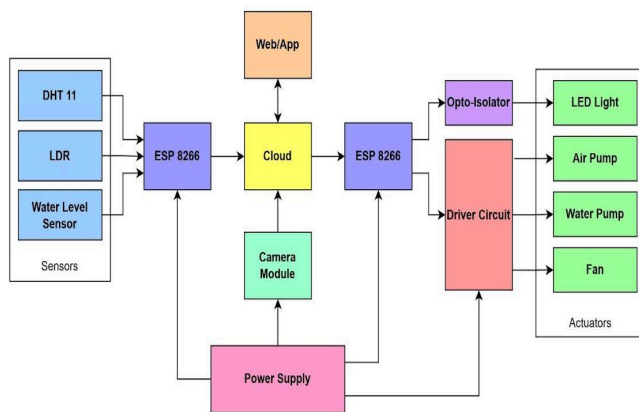 Web/App
DHT 11
LDR
Water Level
Sensor
Sensors
ESP 8266
Cloud
ESP 8266
Camera
Module
Power Supply
Opto-Isolator
Driver Circuit
LED Light
Air Pump
Water Pump
Fan
Actuators